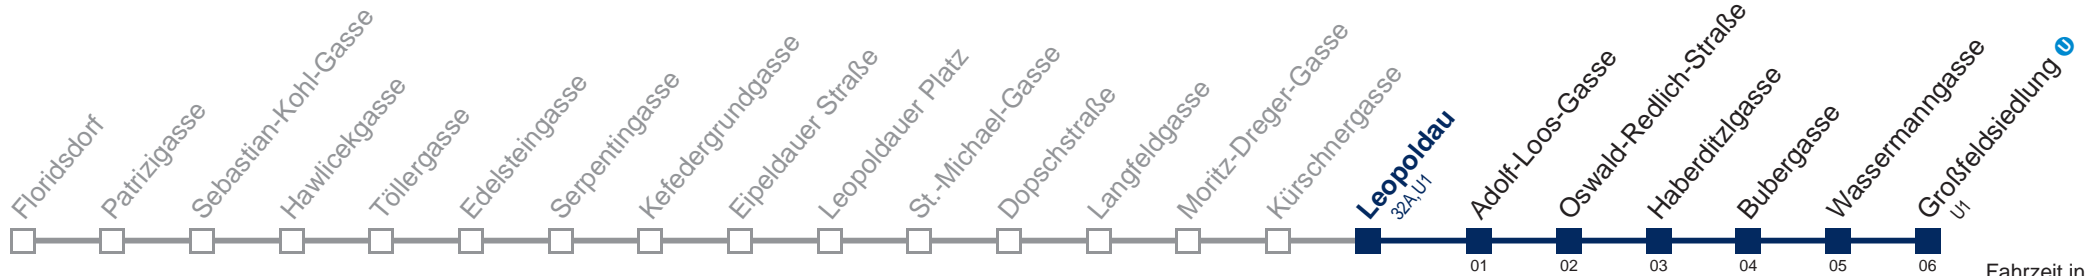 Floridsdorf
Patrizigasse
Sebastian-Kohl-Gasse
Hawlicekgasse
Töllergasse
Edelsteingasse
Serpentingasse
Kefedergrundgasse
Eipeldauer Straße
Leopoldauer Platz
St.-Michael-Gasse
Dopschstraße
Langfeldgasse
Moritz-Dreger-Gasse
Kürschnergasse
Leopoldau
32A,U1
Adolf-Loos-Gasse
Oswald-Redlich-Straße
Haberditzlgasse
Bubergasse
Wassermanngasse
Großfeldsiedlung U
U1
01 02 03 04 05 06
Fahrzeit in